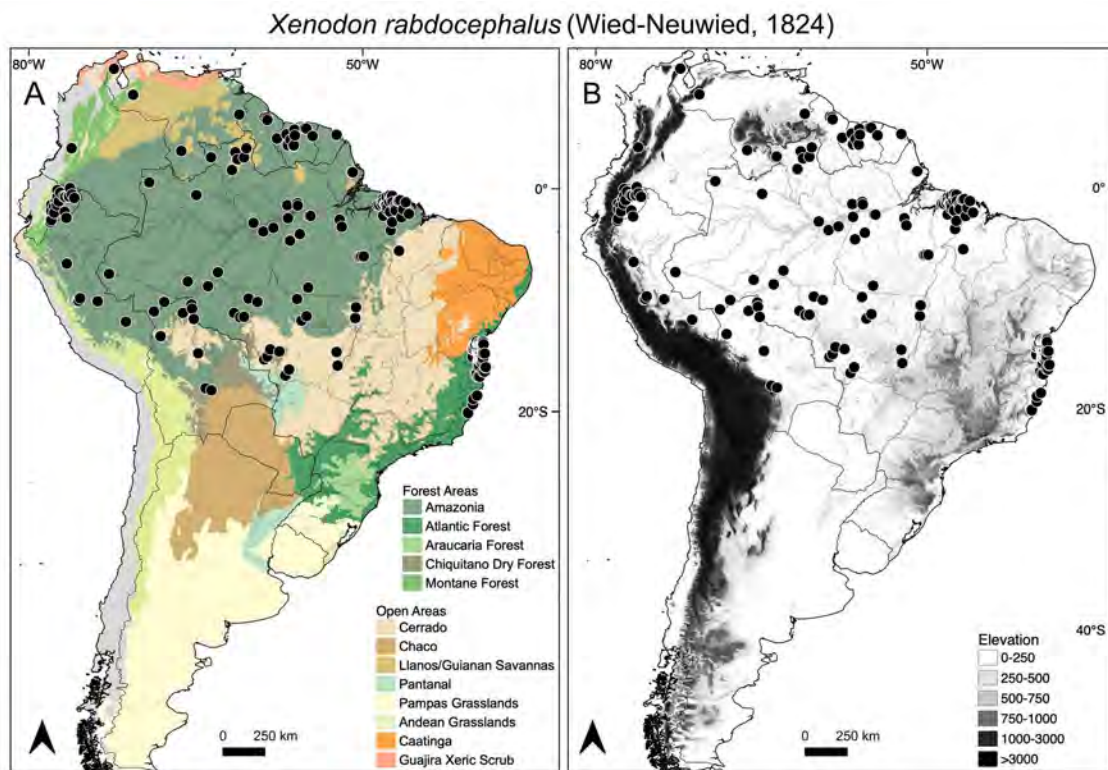 Xenodon rabdocephalus (Wied-Neuwied, 1824)
80°W
50°W
A
0°
20°S
Forest Areas
Amazonia
Atlantic Forest
Araucaria Forest
Chiquitano Dry Forest
Montane Forest
Open Areas
Cerrado
Chaco
Llanos/Guianan Savannas
Pantanal
Pampas Grasslands
Andean Grasslands
Caatinga
Guajira Xeric Scrub
250 km
80°W
50°W
B
0°
20°S
40°S
Elevation
0-250
250-500
500-750
750-1000
1000-3000
>3000
250 km